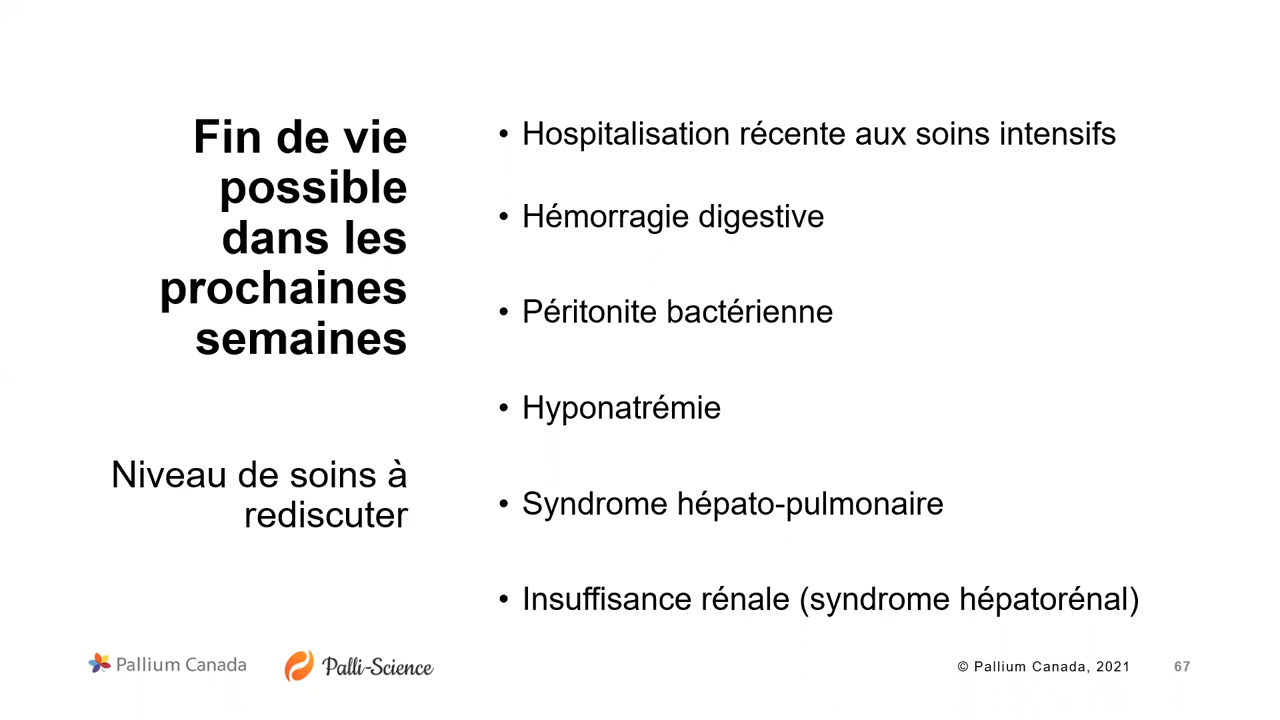 Fin de vie
possible
dans les
prochaines
semaines
Niveau de soins à
rediscuter
• Hospitalisation récente aux soins intensifs
• Hémorragie digestive
• Péritonite bactérienne
• Hyponatrémie
• Syndrome hépato-pulmonaire
• Insuffisance rénale (syndrome hépatorénal)
Pallium Canada
Palli-Science
© Pallium Canada, 2021
67